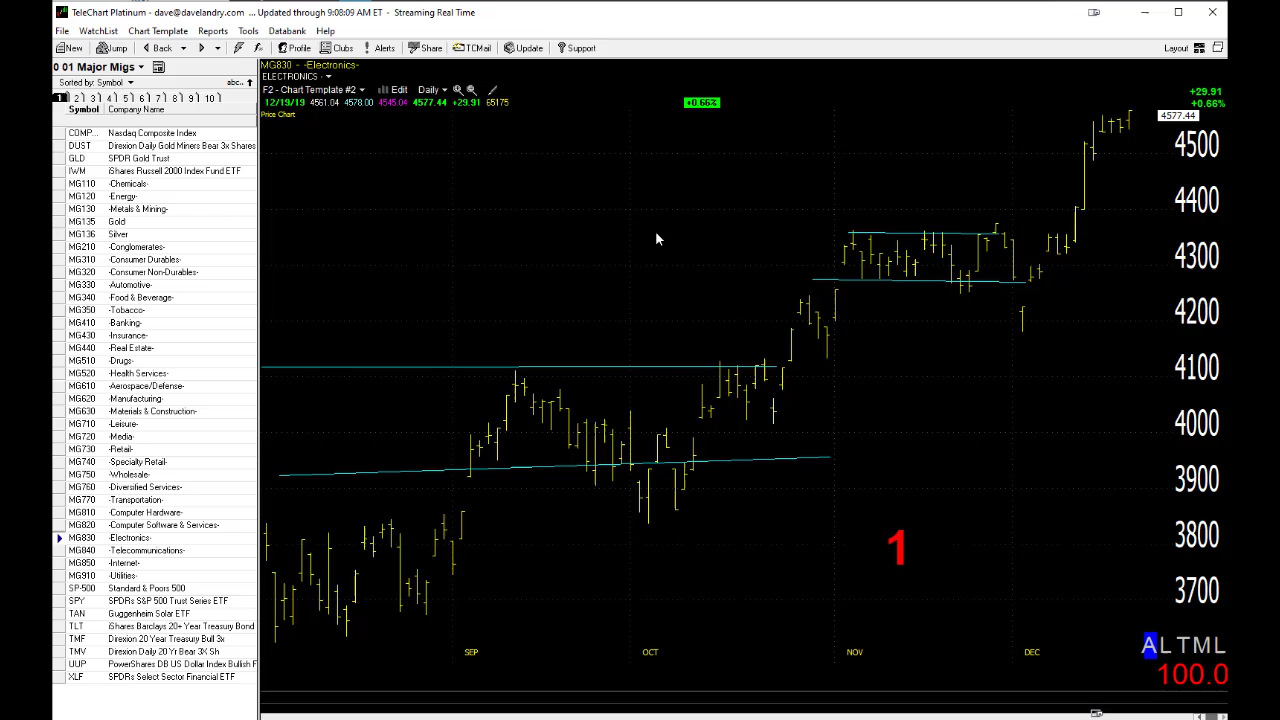 TeleChart Platinum - dave@davelandry.com ... Updated through 9:08:09 AM ET - Streaming Real Time
File WatchList Chart Template Reports Tools Databank Help
New Jump Back Profile Clubs Alerts Share TCMail Update Support Layout
0 01 Major Migs
Sorted by: Symbol abc..
1 2 3 4 5 6 7 8 9 10
Symbol Company Name
COMP... Nasdaq Composite Index
DUST Direxion Daily Gold Miners Bear 3x Shares
GLD SPDR Gold Trust
IWM iShares Russell 2000 Index Fund ETF
MG110 -Chemicals-
MG120 -Energy-
MG130 -Metals & Mining-
MG135 Gold
MG136 Silver
MG210 -Conglomerates-
MG310 -Consumer Durables-
MG320 -Consumer Non-Durables-
MG330 -Automotive-
MG340 -Food & Beverage-
MG350 -Tobacco-
MG410 -Banking-
MG430 -Insurance-
MG440 -Real Estate-
MG510 -Drugs-
MG520 -Health Services-
MG610 -Aerospace/Defense-
MG620 -Manufacturing-
MG630 -Materials & Construction-
MG710 -Leisure-
MG720 -Media-
MG730 -Retail-
MG740 -Specialty Retail-
MG750 -Wholesale-
MG760 -Diversified Services-
MG770 -Transportation-
MG810 -Computer Hardware-
MG820 -Computer Software & Services-
MG830 -Electronics-
MG840 -Telecommunications-
MG850 -Internet-
MG910 -Utilities-
SP-500 Standard & Poors 500
SPY SPDRs S&P 500 Trust Series ETF
TAN Guggenheim Solar ETF
TLT iShares Barclays 20+ Year Treasury Bond
TMF Direxion 20 Year Treasury Bull 3x
TMV Direxion Daily 20 Yr Bear 3X Sh
UUP PowerShares DB US Dollar Index Bullish F
XLF SPDRs Select Sector Financial ETF
MG830 - -Electronics-
ELECTRONICS -
F2 - Chart Template #2 Edit Daily
12/19/19 4561.04 4578.00 4545.04 4577.44 +29.91 65175
+0.66%
+29.91
+0.66%
Price Chart
4577.44
4500
4400
4300
4200
4100
4000
3900
3800
3700
1
SEP OCT NOV DEC
ALTML
100.0